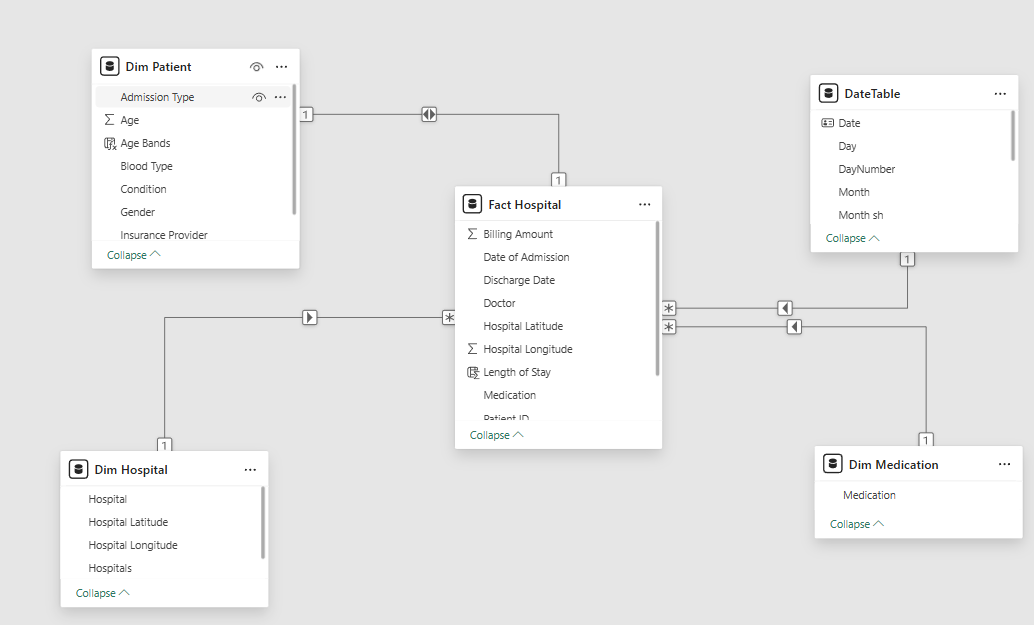 Dim Patient
Admission Type
Age
Age Bands
Blood Type
Condition
Gender
Insurance Provider
Collapse
1
1
DateTable
Date
Day
DayNumber
Month
Month sh
Collapse
1
Fact Hospital
Billing Amount
Date of Admission
Discharge Date
Doctor
Hospital Latitude
Hospital Longitude
Length of Stay
Medication
Patient ID
Collapse
*
*
*
1
Dim Hospital
Hospital
Hospital Latitude
Hospital Longitude
Hospitals
Collapse
1
Dim Medication
Medication
Collapse